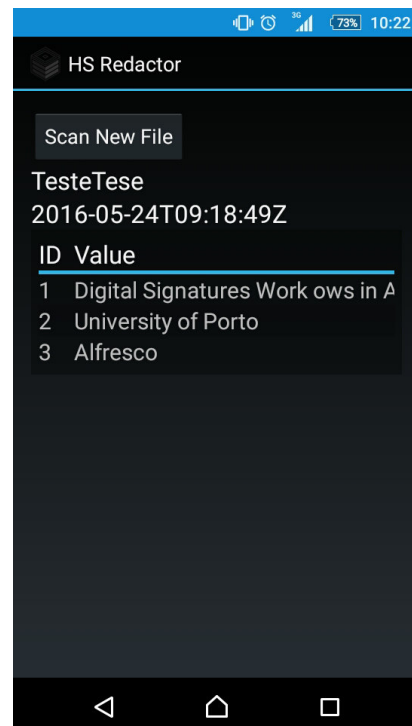 3G 73% 10:22
HS Redactor
Scan New File
TesteTese
2016-05-24T09:18:49Z
ID Value
1 Digital Signatures Work ows in A
2 University of Porto
3 Alfresco